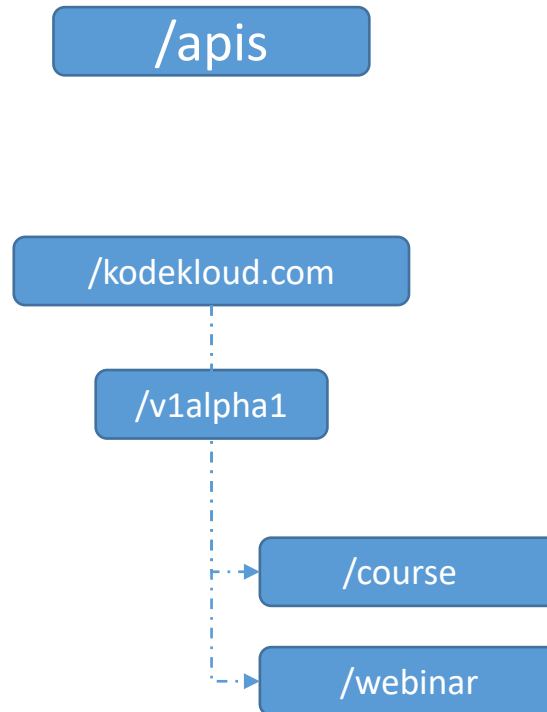 /apis
/kodekloud.com
/v1alpha1
/course
/webinar